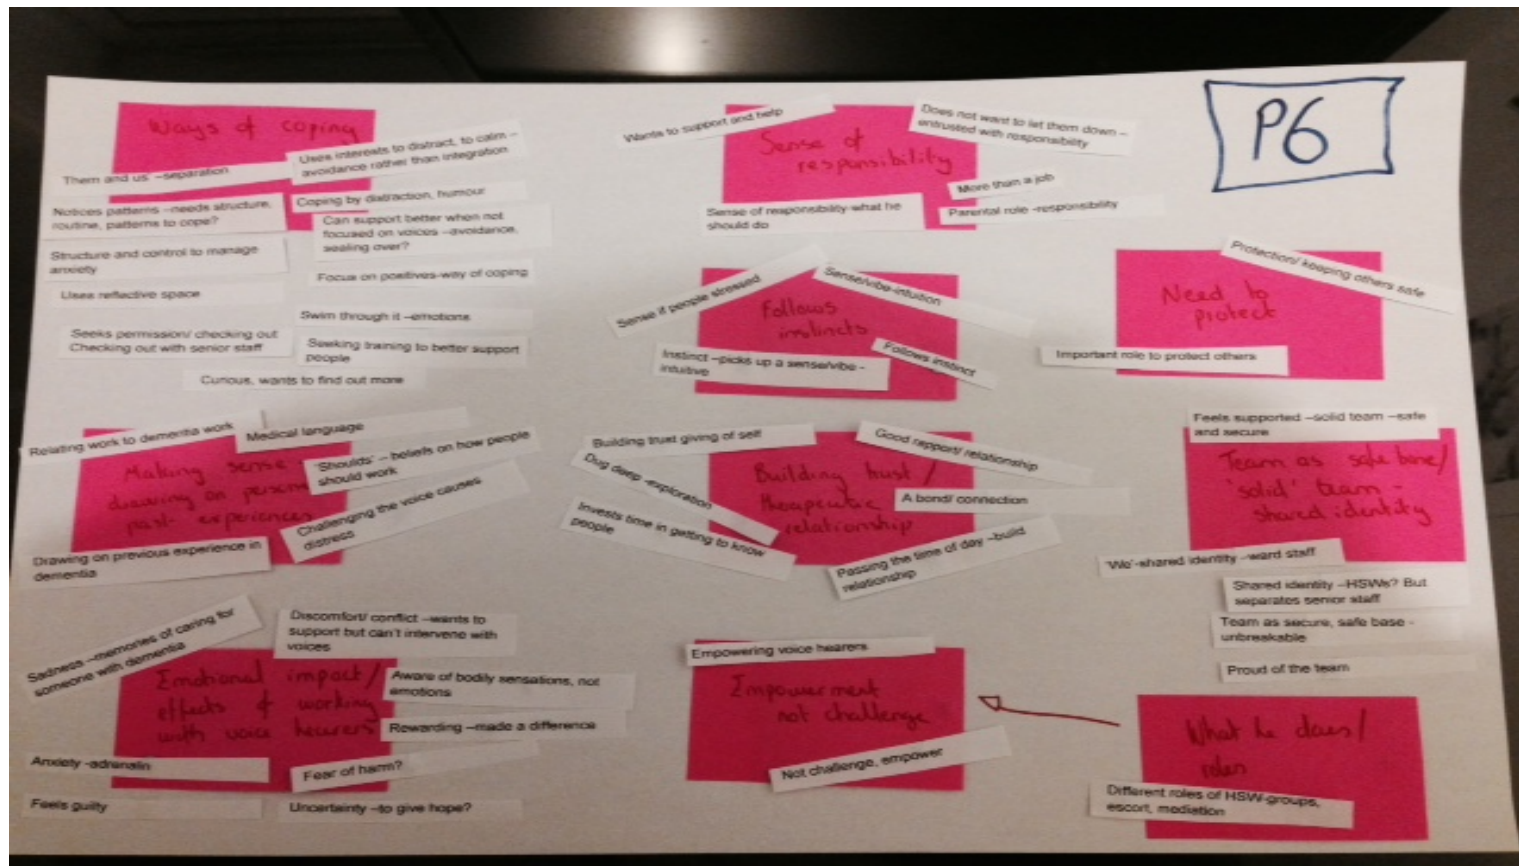 P6
Ways of coping
Uses interests to distract, to calm –
avoidance rather than integration
Them and us' –separation
Coping by distraction, humour
Notices patterns –needs structure,
routine, patterns to cope?
Can support better when not
focused on voices –avoidance,
sealing over?
Structure and control to manage
anxiety
Focus on positives-way of coping
Uses reflective space
Swim through it –emotions
Seeks permission/ checking out
Checking out with senior staff
Seeking training to better support
people
Curious, wants to find out more
Wants to support and help
Sense of
responsibility
Does not want to let them down –
entrusted with responsibility
More than a job
Sense of responsibility-what he
should do
Parental role -responsibility
Sense if people stressed
Sense/vibe-intuition
Follows
instincts
Instinct –picks up a sense/vibe -
intuitive
Follows instinct
Protection/ keeping others safe
Need to
protect
Important role to protect others
Relating work to dementia work
Medical language
Making sense
drawing on
past experiences
'Shoulds' – beliefs on how people
should work
Challenging the voice causes
distress
Drawing on previous experience in
dementia
Building trust giving of self
Good rapport/ relationship
Dug deep -exploration
Building trust/
therapeutic
relationship
A bond/ connection
Invests time in getting to know
people
Passing the time of day –build
relationship
Feels supported –solid team –safe
and secure
Team as safe base/
'solid' team -
shared identity
'We'-shared identity –ward staff
Shared identity –HSWs? But
separates senior staff
Team as secure, safe base -
unbreakable
Proud of the team
Sadness –memories of caring for
someone with dementia
Discomfort/ conflict –wants to
support but can't intervene with
voices
Emotional impact/
effects of working
with voice hearers
Aware of bodily sensations, not
emotions
Rewarding –made a difference
Anxiety -adrenalin
Fear of harm?
Feels guilty
Uncertainty –to give hope?
Empowering voice hearers
Empowerment
not challenge
Not challenge, empower
What he does/
roles
Different roles of HSW-groups,
escort, mediation